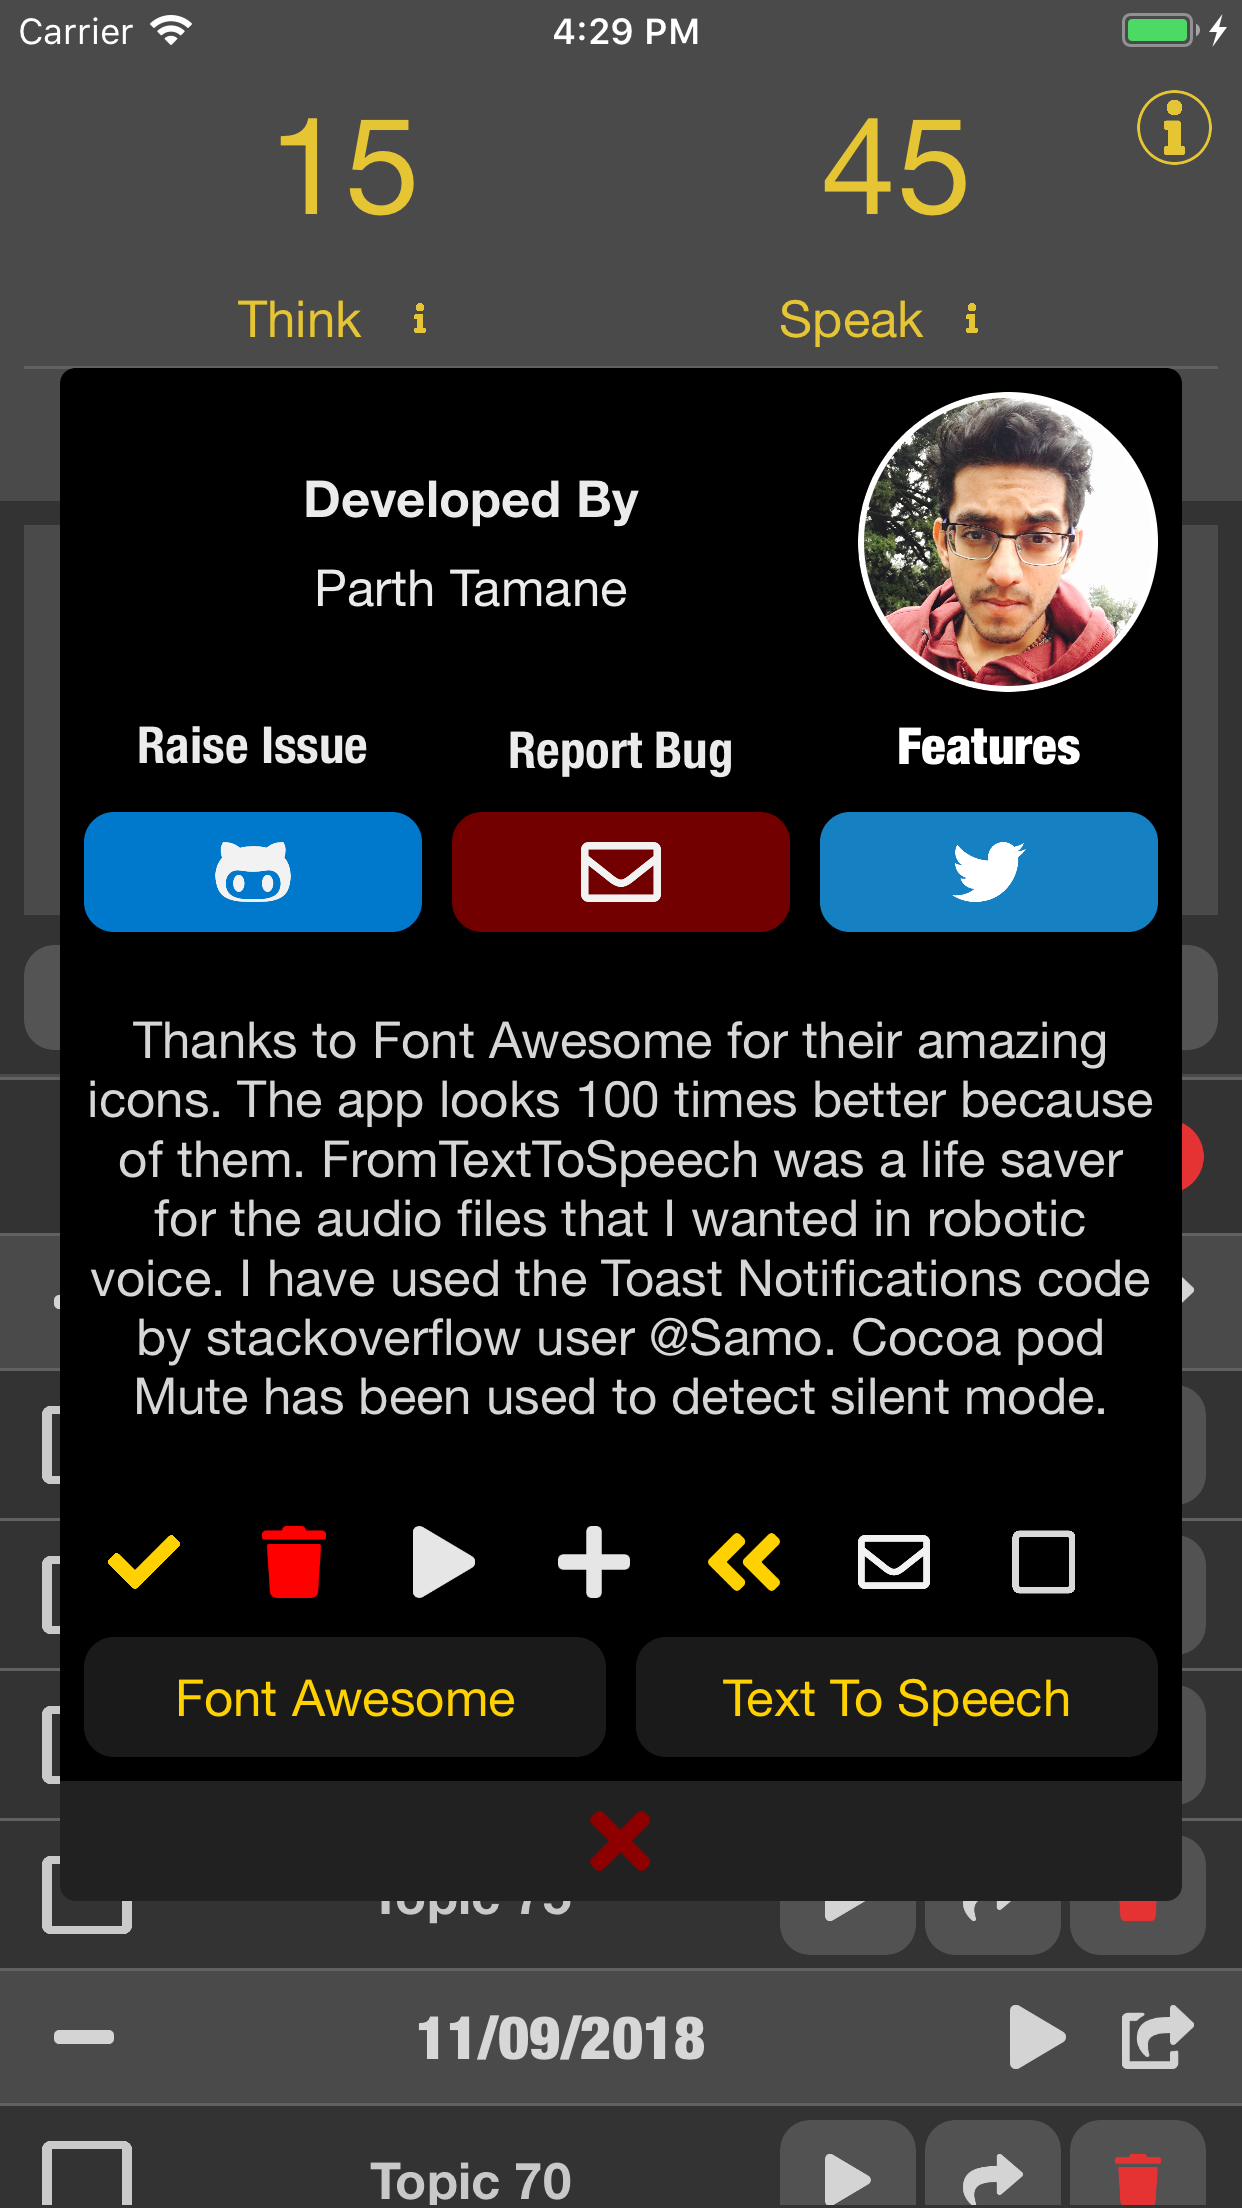 Carrier 4:29 PM
15 45
Think Speak
Developed By
Parth Tamane
Raise Issue Report Bug Features
Thanks to Font Awesome for their amazing
icons. The app looks 100 times better because
of them. FromTextToSpeech was a life saver
for the audio files that I wanted in robotic
voice. I have used the Toast Notifications code
by stackoverflow user @Samo. Cocoa pod
Mute has been used to detect silent mode.
Font Awesome Text To Speech
Topic
11/09/2018
Topic 70